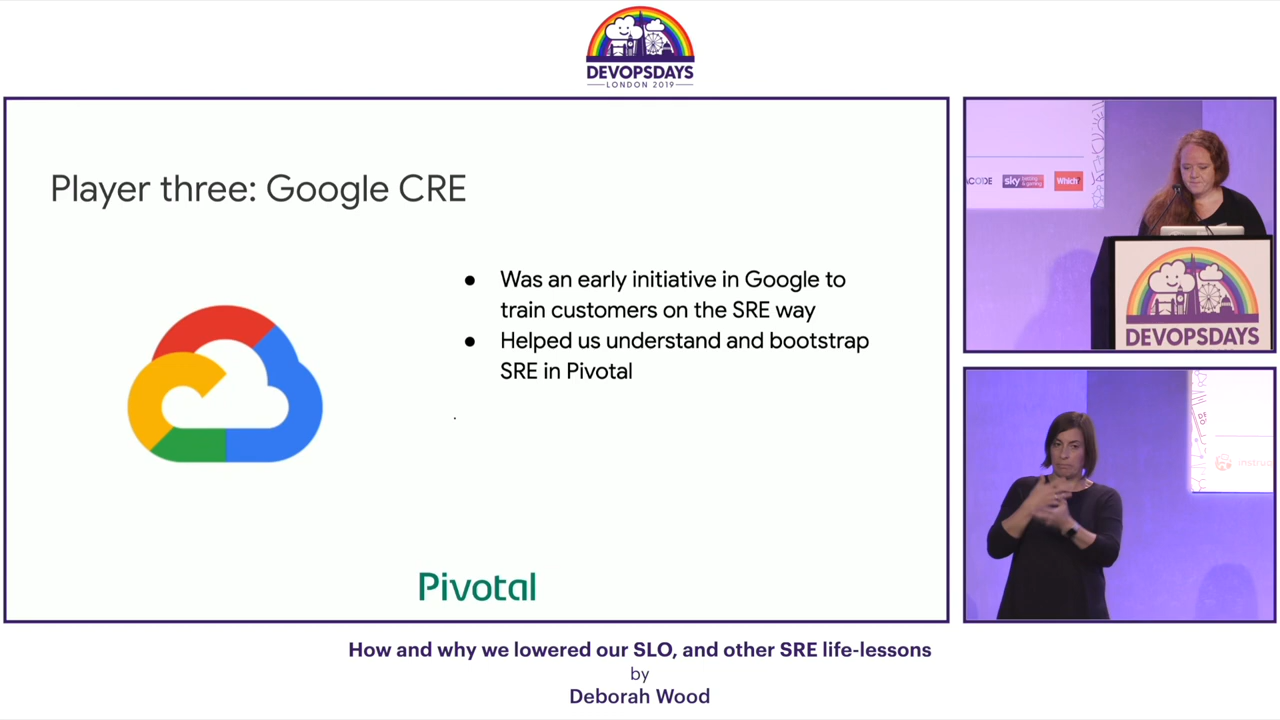 DEVOPSDAYS
LONDON 2019
Player three: Google CRE
● Was an early initiative in Google to
train customers on the SRE way
● Helped us understand and bootstrap
SRE in Pivotal
Pivotal
sky
Which?
DEVOPSDAYS
How and why we lowered our SLO, and other SRE life-lessons
by
Deborah Wood